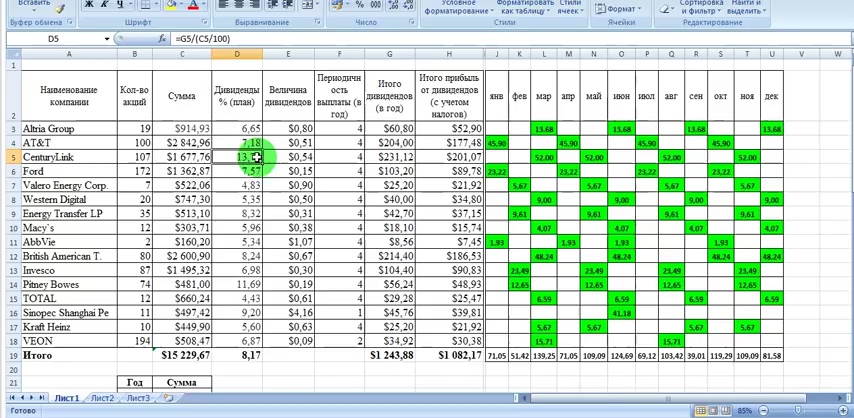 Вставить Ж К Ч
Условное форматирование Форматировать как таблицу Стили ячеек
Формат
Сортировка и фильтр Найти и выделить
Буфер обмена Шрифт Выравнивание Число Стили Ячейки Редактирование
D5 fx =G5/(C5/100)
A B C D E F G H J K L M N O P Q R S T U V W
1
2 Наименование компании Кол-во акций Сумма Дивиденды % (план) Величина дивидендов Периодичность выплаты (в год) Итого дивидендов (в год) Итого прибыль от дивидендов (с учетом налогов) янв фев мар апр май июн июл авг сен окт ноя дек
3 Altria Group 19 $914,93 6,65 $0,80 4 $60,80 $52,90 13,68 13,68 13,68 13,68
4 AT&T 100 $2 842,96 7,18 $0,51 4 $204,00 $177,48 45,90 45,90 45,90 45,90
5 CenturyLink 107 $1 677,76 13, $0,54 4 $231,12 $201,07 52,00 52,00 52,00 52,00
6 Ford 172 $1 362,87 7,57 $0,15 4 $103,20 $89,78 23,22 23,22 23,22 23,22
7 Valero Energy Corp. 7 $522,06 4,83 $0,90 4 $25,20 $21,92 5,67 5,67 5,67 5,67
8 Western Digital 20 $747,30 5,35 $0,50 4 $40,00 $34,80 9,00 9,00 9,00 9,00
9 Energy Transfer LP 35 $513,10 8,32 $0,31 4 $42,70 $37,15 9,61 9,61 9,61 9,61
10 Macy`s 12 $303,71 5,96 $0,38 4 $18,10 $15,74 4,07 4,07 4,07 4,07
11 AbbVie 2 $160,20 5,34 $1,07 4 $8,56 $7,45 1,93 1,93 1,93 1,93
12 British American T. 80 $2 600,90 8,24 $0,67 4 $214,40 $186,53 48,24 48,24 48,24 48,24
13 Invesco 87 $1 495,32 6,98 $0,30 4 $104,40 $90,83 23,49 23,49 23,49 23,49
14 Pitney Bowes 74 $481,00 11,69 $0,19 4 $56,24 $48,93 12,65 12,65 12,65 12,65
15 TOTAL 12 $660,24 4,43 $0,61 4 $29,28 $25,47 6,59 6,59 6,59 6,59
16 Sinopec Shanghai Pe 11 $497,42 9,20 $4,16 1 $45,76 $39,81 41,18
17 Kraft Heinz 10 $449,90 5,60 $0,63 4 $25,20 $21,92 5,67 5,67 5,67 5,67
18 VEON 194 $508,47 6,87 $0,09 2 $34,92 $30,38 15,71 15,71
19 Итого $15 229,67 8,17 $1 243,88 $1 082,17 71,05 51,42 139,25 71,05 109,09 124,69 69,12 103,42 39,01 119,29 109,09 81,58
20
21 Год Сумма
Лист1 Лист2 Лист3
Готово 85%